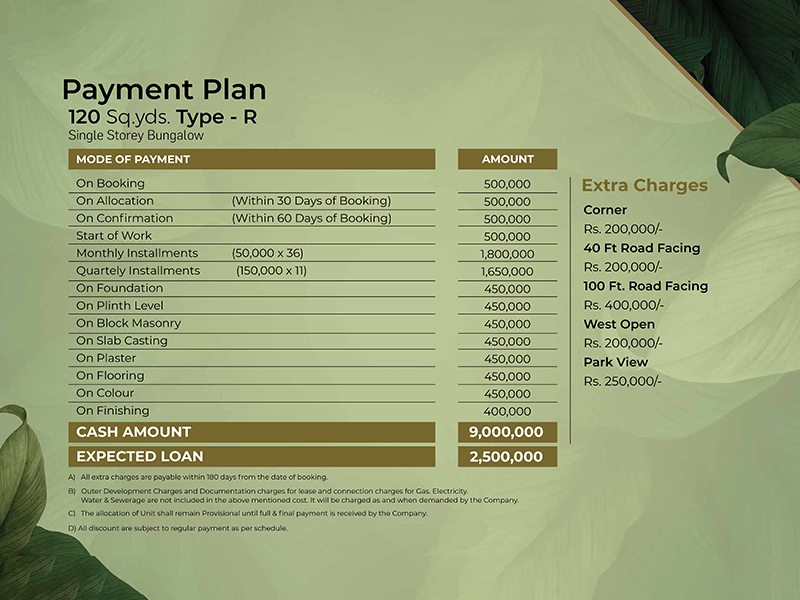 Payment Plan
120 Sq.yds. Type - R
Single Storey Bungalow
MODE OF PAYMENT AMOUNT
On Booking 500,000
On Allocation (Within 30 Days of Booking) 500,000
On Confirmation (Within 60 Days of Booking) 500,000
Start of Work 500,000
Monthly Installments (50,000 x 36) 1,800,000
Quartely Installments (150,000 x 11) 1,650,000
On Foundation 450,000
On Plinth Level 450,000
On Block Masonry 450,000
On Slab Casting 450,000
On Plaster 450,000
On Flooring 450,000
On Colour 450,000
On Finishing 400,000
CASH AMOUNT 9,000,000
EXPECTED LOAN 2,500,000
Extra Charges
Corner
Rs. 200,000/-
40 Ft Road Facing
Rs. 200,000/-
100 Ft. Road Facing
Rs. 400,000/-
West Open
Rs. 200,000/-
Park View
Rs. 250,000/-
A) All extra charges are payable within 180 days from the date of booking.
B) Outer Development Charges and Documentation charges for lease and connection charges for Gas. Electricity.
Water & Sewerage are not included in the above mentioned cost. It will be charged as and when demanded by the Company.
C) The allocation of Unit shall remain Provisional until full & final payment is received by the Company.
D) All discount are subject to regular payment as per schedule.